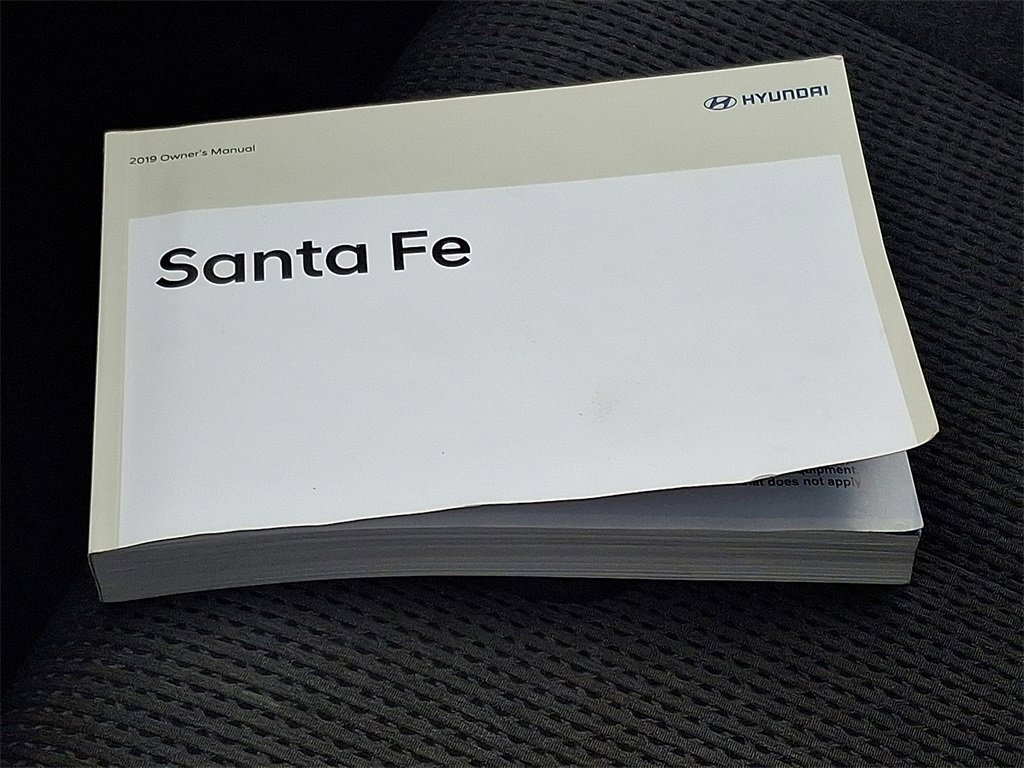 HYUNDAI
2019 Owner's Manual
Santa Fe
does not apply